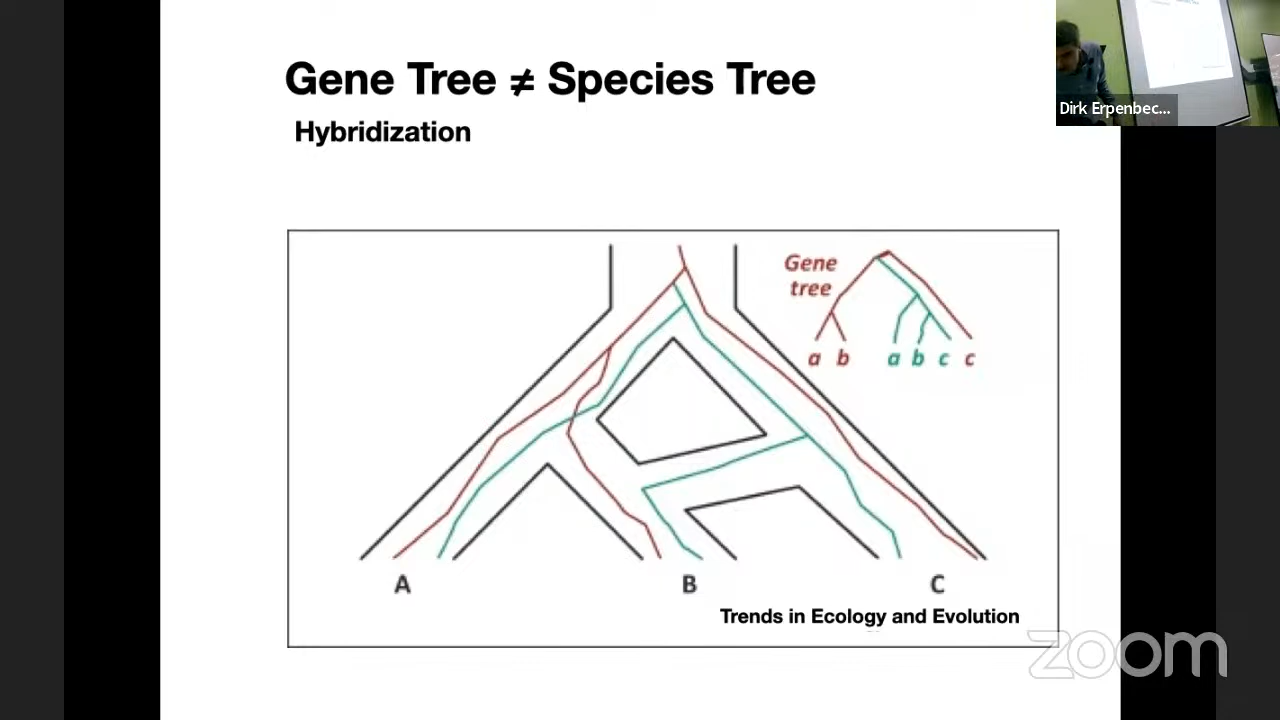 Gene Tree ≠ Species Tree
Hybridization
Dirk Erpenbec...
Gene
tree
a b a b c c
A B C
Trends in Ecology and Evolution
zoom